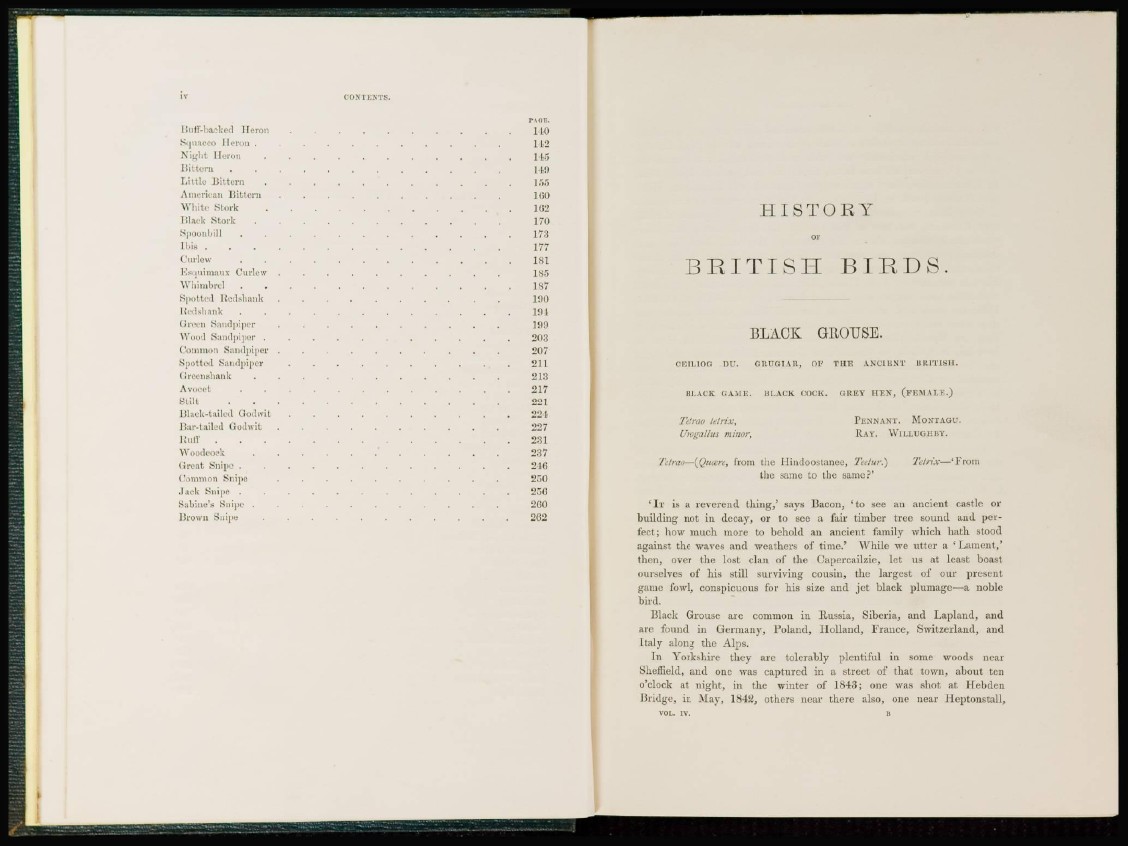 iv CONTENTS.
PAGE.
Buff-backed Heron 140
Squacco Heron . 142
Night Heron 145
Bittern 149
Little Bittern 155
American Bittern 160
White Stork 162
Black Stork 170
Spoonbill 173
Ibis . 177
Curlew 181
Esquimaux Curlew 185
Whimbrel 187
Spotted Redshank 190
Redshank 194
Green Sandpiper 199
Wood Sandpiper . 203
Common Sandpiper . 207
Spotted Sandpiper 211
Greenshank 213
Avocet 217
Stilt 221
Black-tailed Godwit 224
Bar-tailed Godwit 227
Ruff 231
Woodcock 237
Great Snipe . 246
Common Snipe 250
Jack Snipe . 256
Sabine's Snipe . 260
Brown Snipe 262
HISTORY
OF
BRITISH BIRDS.
BLACK GROUSE.
CEILIOG DU. GRUGIAR, OF THE ANCIENT BRITISH.
BLACK GAME. BLACK COCK. GREY HEN, (FEMALE.)
Tetrao tetrix, PENNANT. MONTAGU.
Urogallus minor, RAY. WILLUGHBY.
Tetrao—(Quære, from the Hindoostanee, Teetur.) Tetrix—'From
the same to the same?'
'IT is a reverend thing,' says Bacon, 'to see an ancient castle or
building not in decay, or to see a fair timber tree sound and per-
fect; how much more to behold an ancient family which hath stood
against the waves and weathers of time.' While we utter a 'Lament,'
then, over the lost clan of the Capercailzie, let us at least boast
ourselves of his still surviving cousin, the largest of our present
game fowl, conspicuous for his size and jet black plumage—a noble
bird.
Black Grouse are common in Russia, Siberia, and Lapland, and
are found in Germany, Poland, Holland, France, Switzerland, and
Italy along the Alps.
In Yorkshire they are tolerably plentiful in some woods near
Sheffield, and one was captured in a street of that town, about ten
o'clock at night, in the winter of 1843; one was shot at Hebden
Bridge, in May, 1842, others near there also, one near Heptonstall,
VOL. IV. B